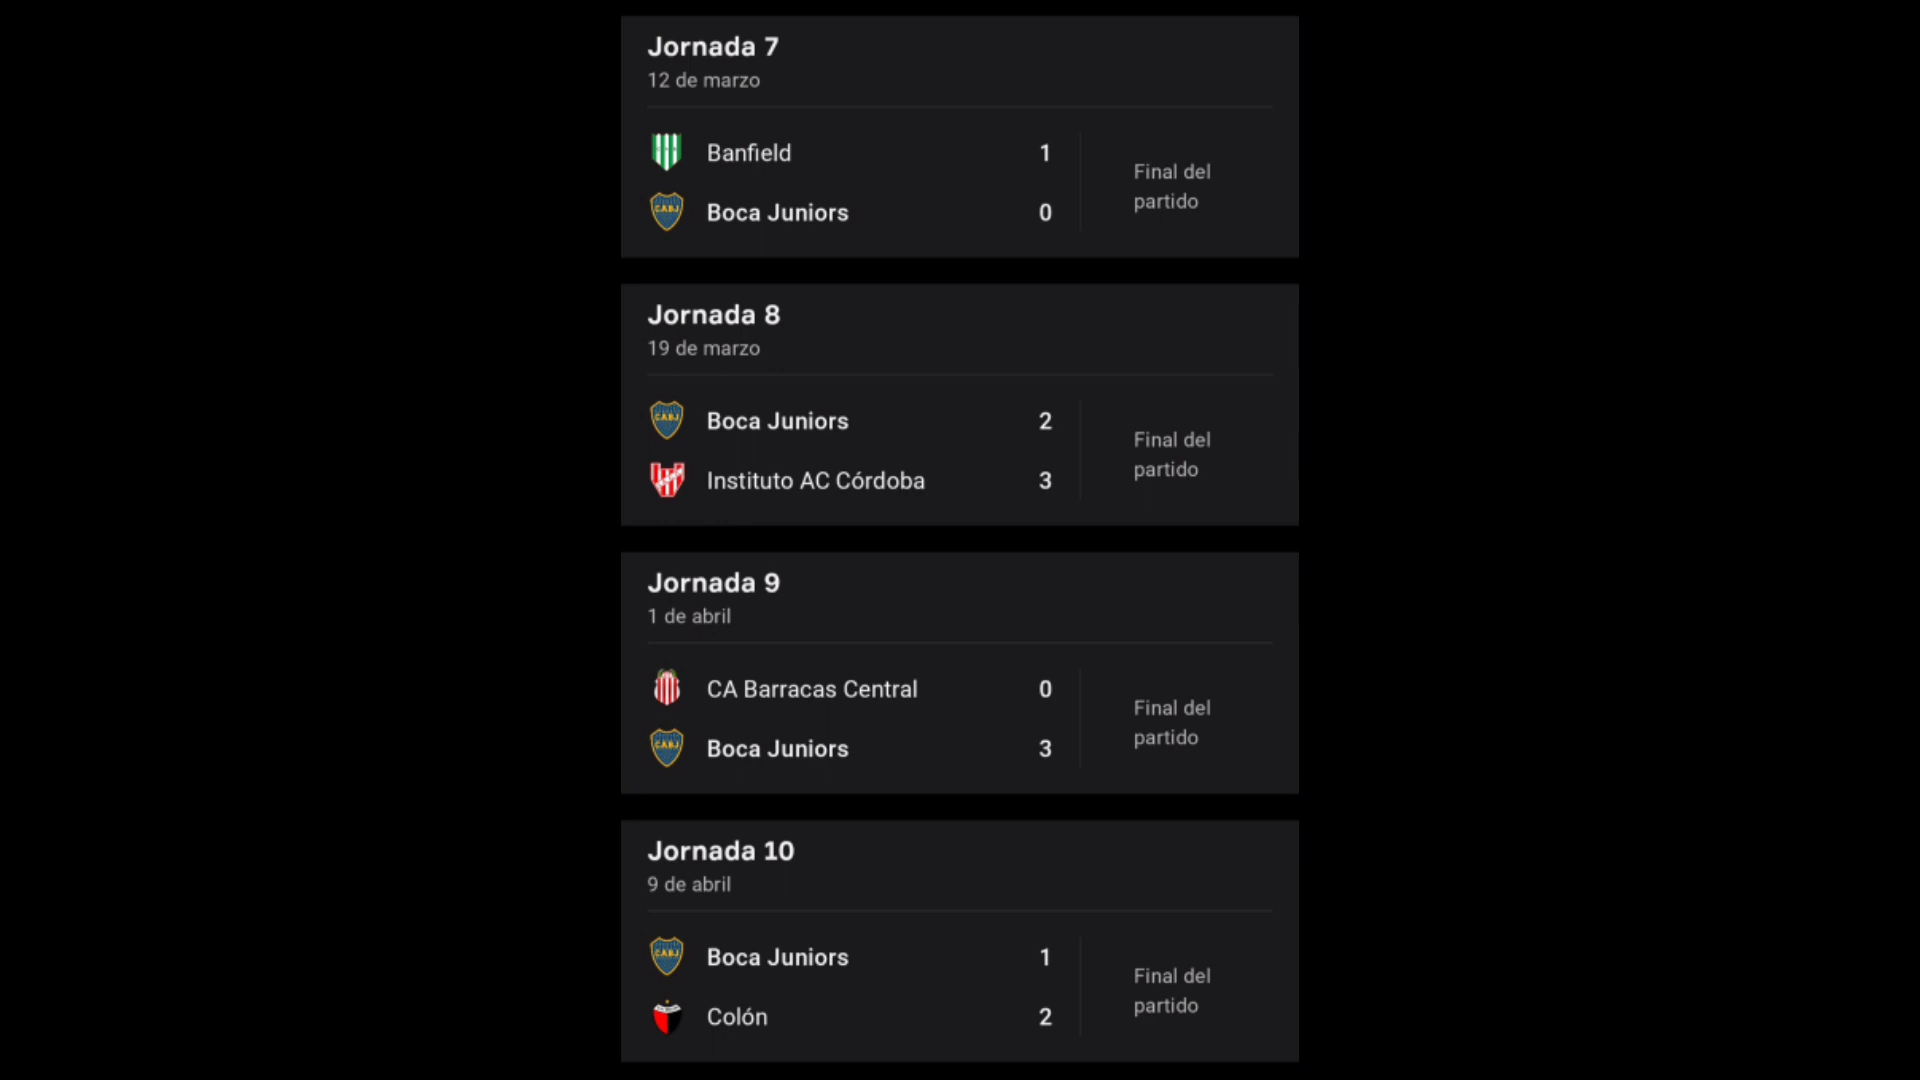 Jornada 7
12 de marzo
Banfield 1
Boca Juniors 0
Final del
partido
Jornada 8
19 de marzo
Boca Juniors 2
Instituto AC Córdoba 3
Final del
partido
Jornada 9
1 de abril
CA Barracas Central 0
Boca Juniors 3
Final del
partido
Jornada 10
9 de abril
Boca Juniors 1
Colón 2
Final del
partido